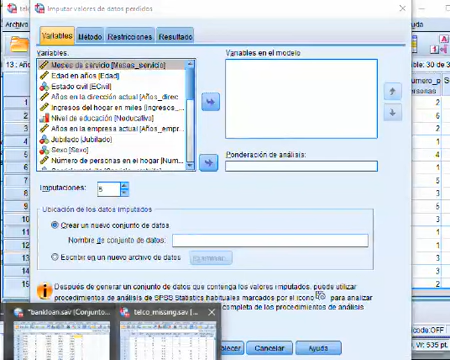 Imputar valores de datos perdidos
Variables Método Restricciones Resultado
Variables:
Variables en el modelo:
Meses de servicio [Meses_servicio]
Edad en años [Edad]
Estado civil [ECivil]
Años en la dirección actual [Años_direc
Ingresos del hogar en miles [Ingresos_h
Nivel de educación [Neducativo]
Años en la empresa actual [Años_empr...
Jubilado [Jubilado]
Sexo [Sexo]
Número de personas en el hogar [Núm...
Ponderación de análisis:
Imputaciones: 5
Ubicación de los datos imputados
Crear un nuevo conjunto de datos
Nombre de conjunto de datos:
Escribir en un nuevo archivo de datos
Después de generar un conjunto de datos que contenga los valores imputados, puede utilizar
procedimientos de análisis de SPSS Statistics habituales marcados por el icono para analizar
completa de los procedimientos de análisis
*bankloan.sav [Conjunto...
telco_missing.sav [...
Cancelar Ayuda